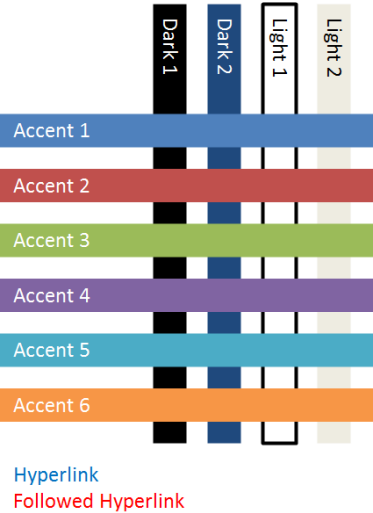 Dark 1
Dark 2
Light 1
Light 2
Accent 1
Accent 2
Accent 3
Accent 4
Accent 5
Accent 6
Hyperlink
Followed Hyperlink